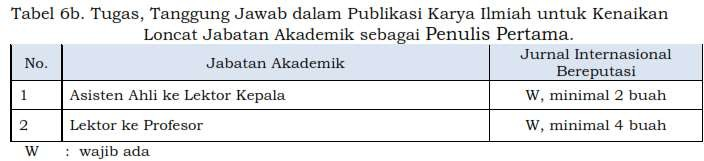 Tabel 6b. Tugas, Tanggung Jawab dalam Publikasi Karya Ilmiah untuk Kenaikan
Loncat Jabatan Akademik sebagai Penulis Pertama.
No. Jabatan Akademik Jurnal Internasional Bereputasi
1 Asisten Ahli ke Lektor Kepala W, minimal 2 buah
2 Lektor ke Profesor W, minimal 4 buah
W : wajib ada